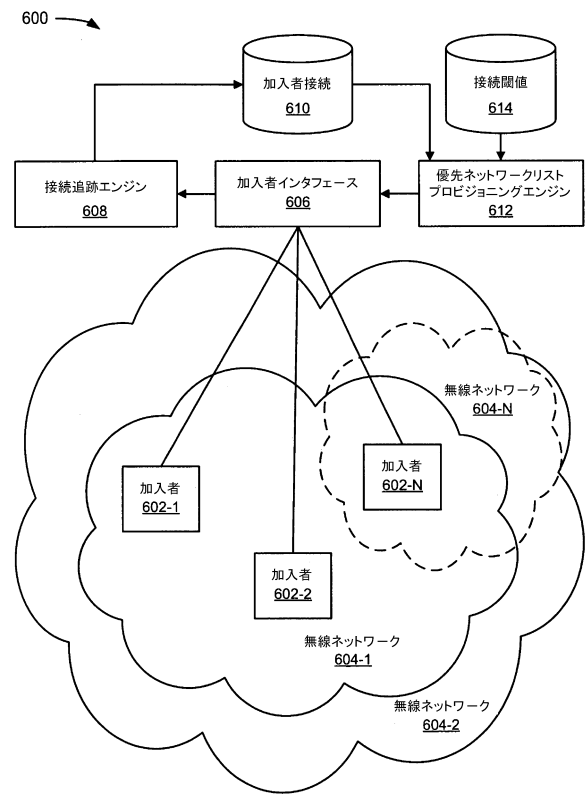 600
加入者接続
610
接続閾値
614
接続追跡エンジン
608
加入者インタフェース
606
優先ネットワークリスト
プロビジョニングエンジン
612
無線ネットワーク
604-N
加入者
602-N
加入者
602-1
加入者
602-2
無線ネットワーク
604-1
無線ネットワーク
604-2